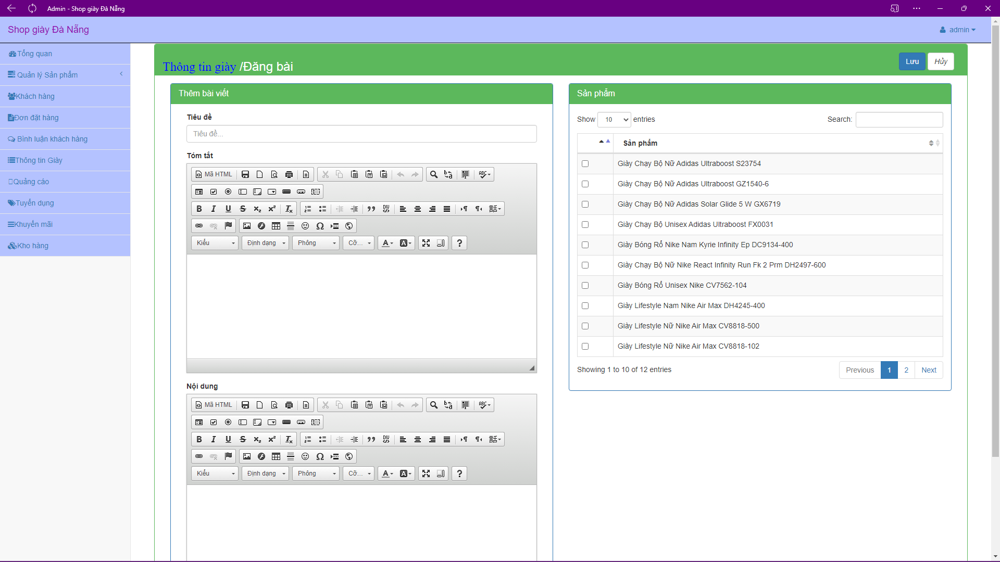 Admin - Shop giày Đà Nẵng
Shop giày Đà Nẵng
admin
Tổng quan
Quản lý Sản phẩm
Khách hàng
Đơn đặt hàng
Bình luận khách hàng
Thông tin Giày
Quảng cáo
Tuyển dụng
Khuyến mãi
Kho hàng
Thông tin giày /Đăng bài
Lưu
Hủy
Thêm bài viết
Tiêu đề
Tiêu đề...
Tóm tắt
Mã HTML
Kiểu
Định dạng
Phông
Cỡ...
Nội dung
Mã HTML
Kiểu
Định dạng
Phông
Cỡ...
Sản phẩm
Show 10 entries
Search:
Sản phẩm
Giày Chạy Bộ Nữ Adidas Ultraboost S23754
Giày Chạy Bộ Nữ Adidas Ultraboost GZ1540-6
Giày Chạy Bộ Nữ Adidas Solar Glide 5 W GX6719
Giày Chạy Bộ Unisex Adidas Ultraboost FX0031
Giày Bóng Rổ Nike Nam Kyrie Infinity Ep DC9134-400
Giày Chạy Bộ Nữ Nike React Infinity Run Fk 2 Prm DH2497-600
Giày Bóng Rổ Unisex Nike CV7562-104
Giày Lifestyle Nam Nike Air Max DH4245-400
Giày Lifestyle Nữ Nike Air Max CV8818-500
Giày Lifestyle Nữ Nike Air Max CV8818-102
Showing 1 to 10 of 12 entries
Previous 1 2 Next